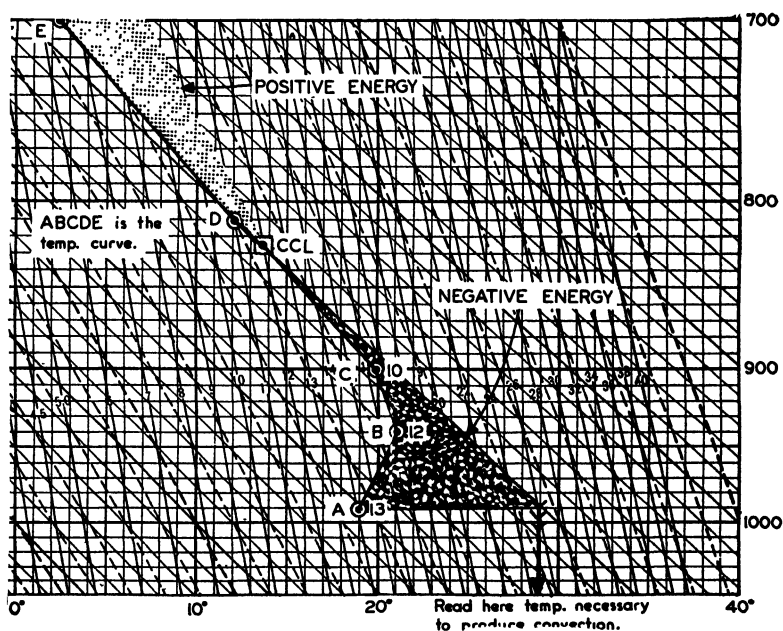 E
700
POSITIVE ENERGY
800
D
ABCDE is the
temp. curve.
CCL
NEGATIVE ENERGY
C 10
900
B 12
A 13
1000
0° 10° 20° 30° 40°
Read here temp. necessary
to produce convection.